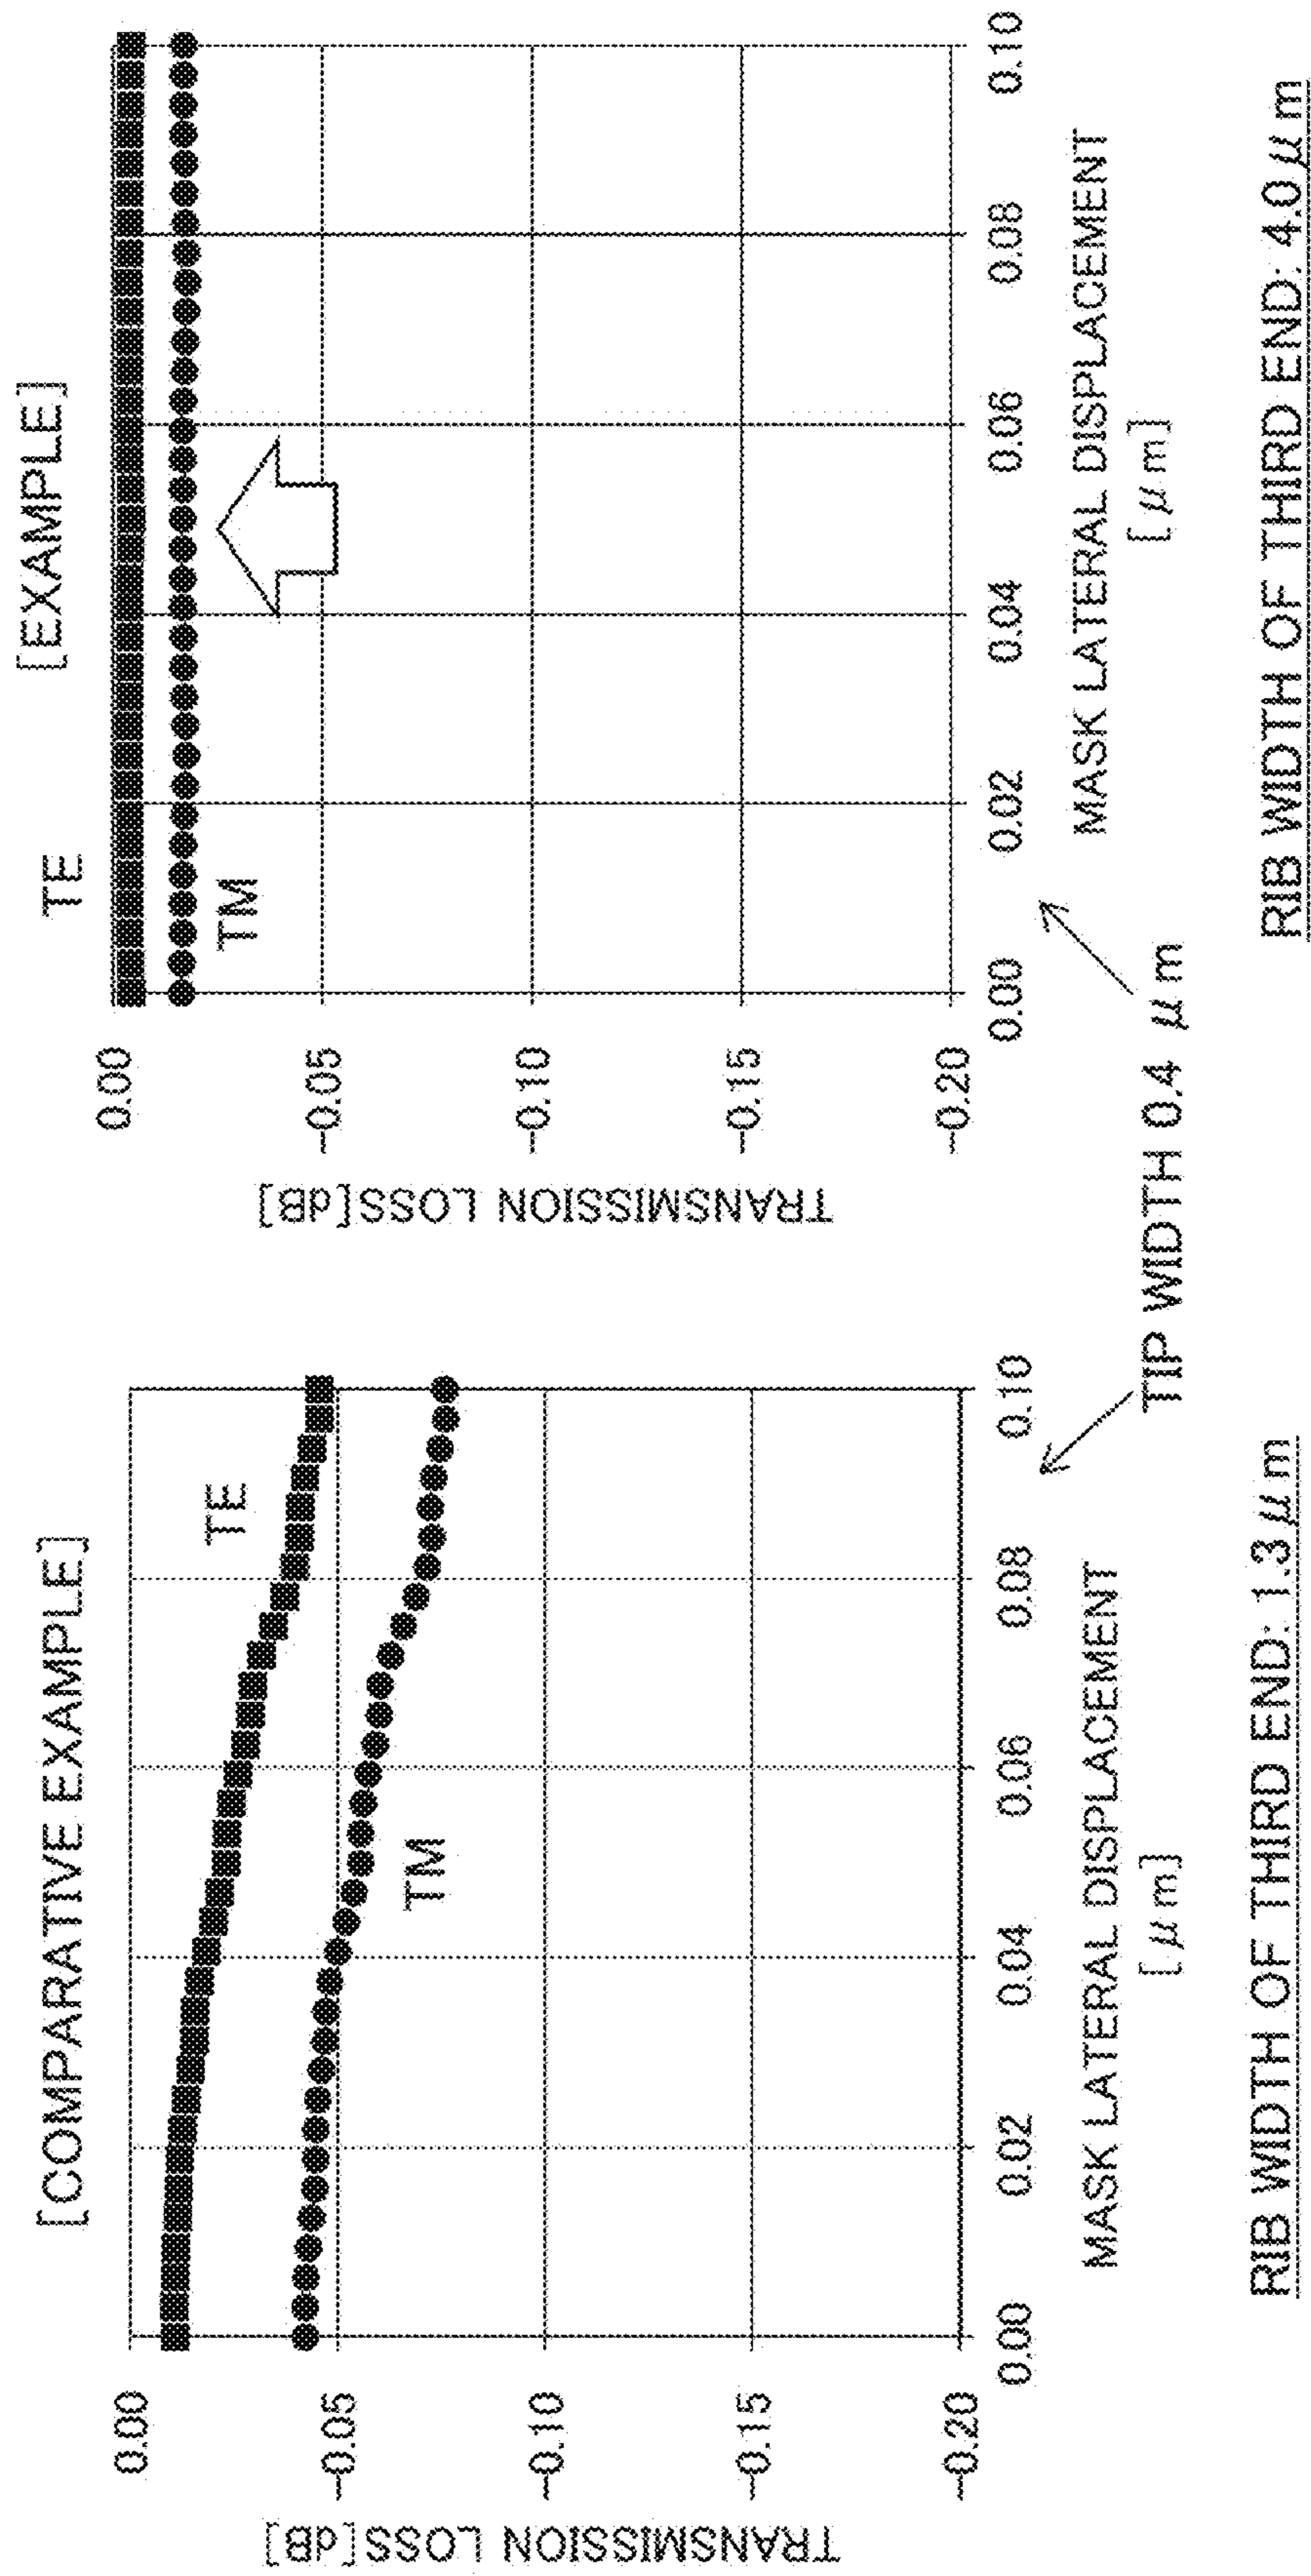 [COMPARATIVE EXAMPLE]
TRANSMISSION LOSS[dB]
0.00
-0.05
-0.10
-0.15
-0.20
TE
TM
0.00
0.02
0.04
0.06
0.08
0.10
MASK LATERAL DISPLACEMENT
[μm]
RIB WIDTH OF THIRD END: 1.3μm
TIP WIDTH 0.4 μm
[EXAMPLE]
TRANSMISSION LOSS[dB]
0.00
-0.05
-0.10
-0.15
-0.20
TE
TM
0.00
0.02
0.04
0.06
0.08
0.10
MASK LATERAL DISPLACEMENT
[μm]
RIB WIDTH OF THIRD END: 4.0μm